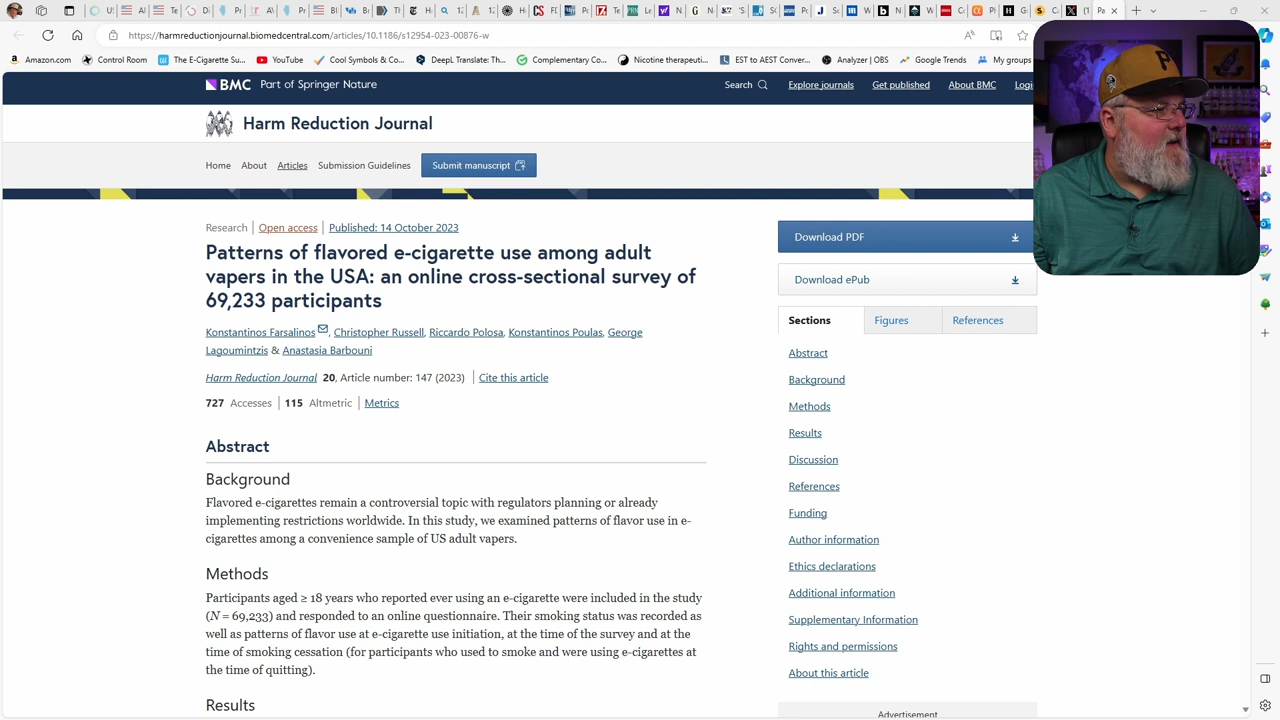 https://harmreductionjournal.biomedcentral.com/articles/10.1186/s12954-023-00876-w
Amazon.com Control Room The E-Cigarette Su... YouTube Cool Symbols & Co... DeepL Translate: Th... Complementary Co... Nicotine therapeuti... EST to AEST Conver... Analyzer | OBS Google Trends My groups
BMC Part of Springer Nature
Search Explore journals Get published About BMC Logi
Harm Reduction Journal
Home About Articles Submission Guidelines Submit manuscript
Research Open access Published: 14 October 2023
Patterns of flavored e-cigarette use among adult
vapers in the USA: an online cross-sectional survey of
69,233 participants
Konstantinos Farsalinos, Christopher Russell, Riccardo Polosa, Konstantinos Poulas, George
Lagoumintzis & Anastasia Barbouni
Harm Reduction Journal 20, Article number: 147 (2023) Cite this article
727 Accesses 115 Altmetric Metrics
Abstract
Background
Flavored e-cigarettes remain a controversial topic with regulators planning or already
implementing restrictions worldwide. In this study, we examined patterns of flavor use in e-
cigarettes among a convenience sample of US adult vapers.
Methods
Participants aged ≥ 18 years who reported ever using an e-cigarette were included in the study
(N = 69,233) and responded to an online questionnaire. Their smoking status was recorded as
well as patterns of flavor use at e-cigarette use initiation, at the time of the survey and at the
time of smoking cessation (for participants who used to smoke and were using e-cigarettes at
the time of quitting).
Results
Download PDF
Download ePub
Sections Figures References
Abstract
Background
Methods
Results
Discussion
References
Funding
Author information
Ethics declarations
Additional information
Supplementary Information
Rights and permissions
About this article
Advertisement